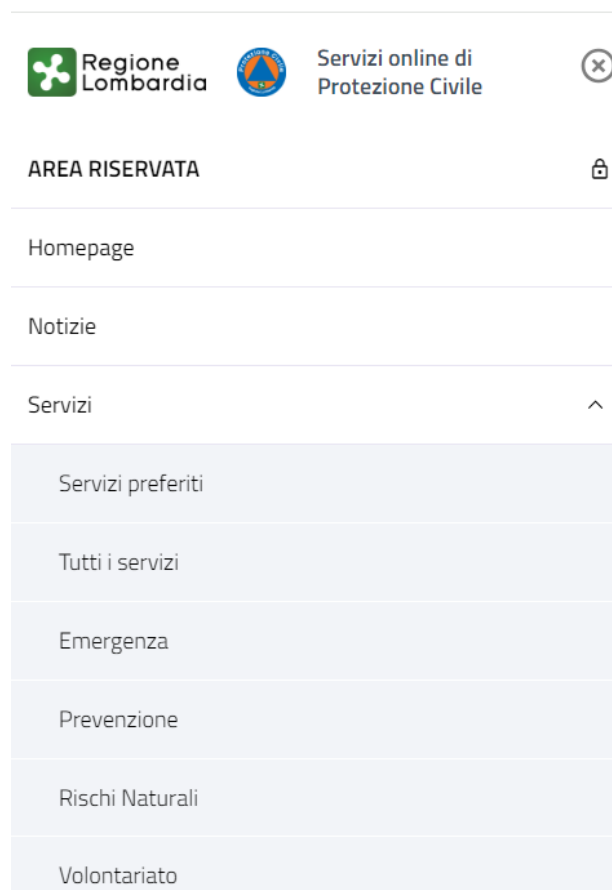 Regione
Lombardia
Servizi online di
Protezione Civile
AREA RISERVATA
Homepage
Notizie
Servizi
Servizi preferiti
Tutti i servizi
Emergenza
Prevenzione
Rischi Naturali
Volontariato